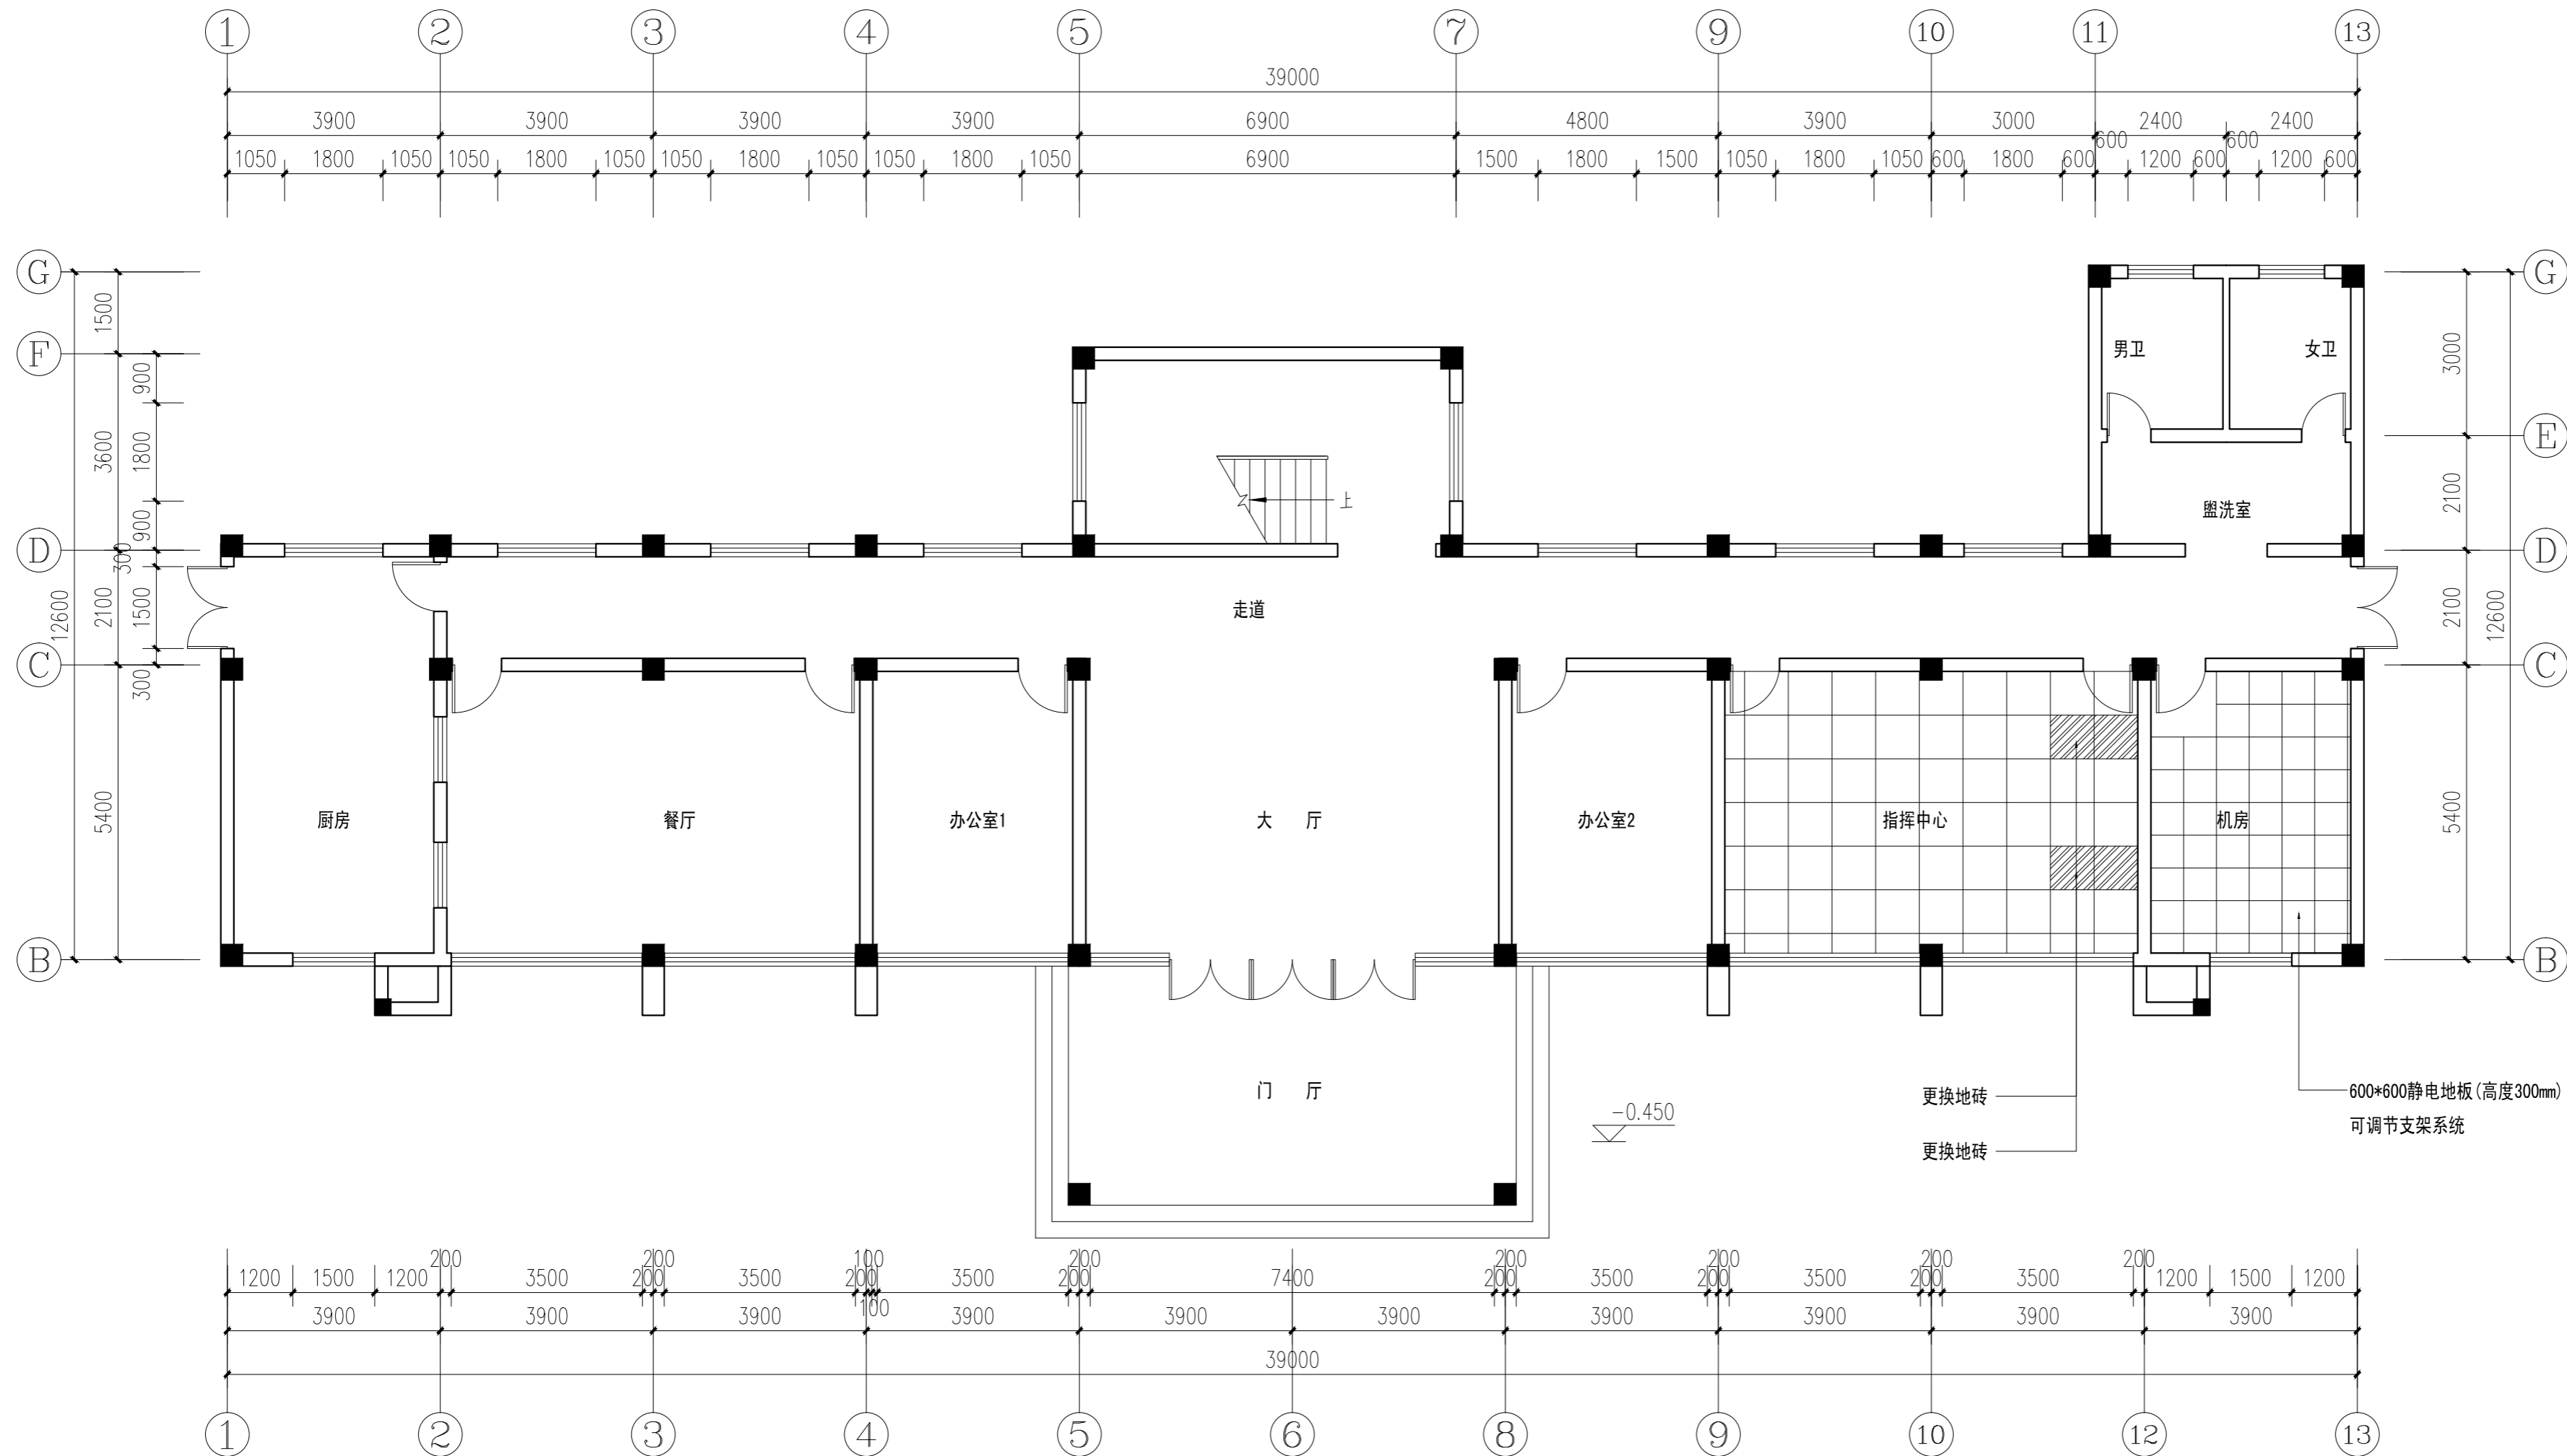 1 2 3 4 5 7 9 10 11 13
39000
3900 3900 3900 3900 6900 4800 3900 3000 2400 2400
600 600
1050 1800 1050 1050 1800 1050 1050 1800 1050 1050 1800 1050 6900 1500 1800 1500 1050 1800 1050 600 1800 600 1200 600 1200 600
G G
1500
F
900
男卫 女卫
3000
3600 1800
E
上
盥洗室
2100
900
D D
300
走道
12600 2100 1500
2100 12600
C C
300
5400
厨房 餐厅 办公室1 大 厅 办公室2 指挥中心 机房
5400
B B
门 厅
-0.450
更换地砖
更换地砖
600*600静电地板(高度300mm)
可调节支架系统
200 200 100 200 200 200 200 200
1200 1500 1200 3500 200 3500 200 3500 200 7400 200 3500 200 3500 200 3500 1200 1500 1200
100
3900 3900 3900 3900 3900 3900 3900 3900 3900 3900
39000
1 2 3 4 5 6 8 9 10 12 13